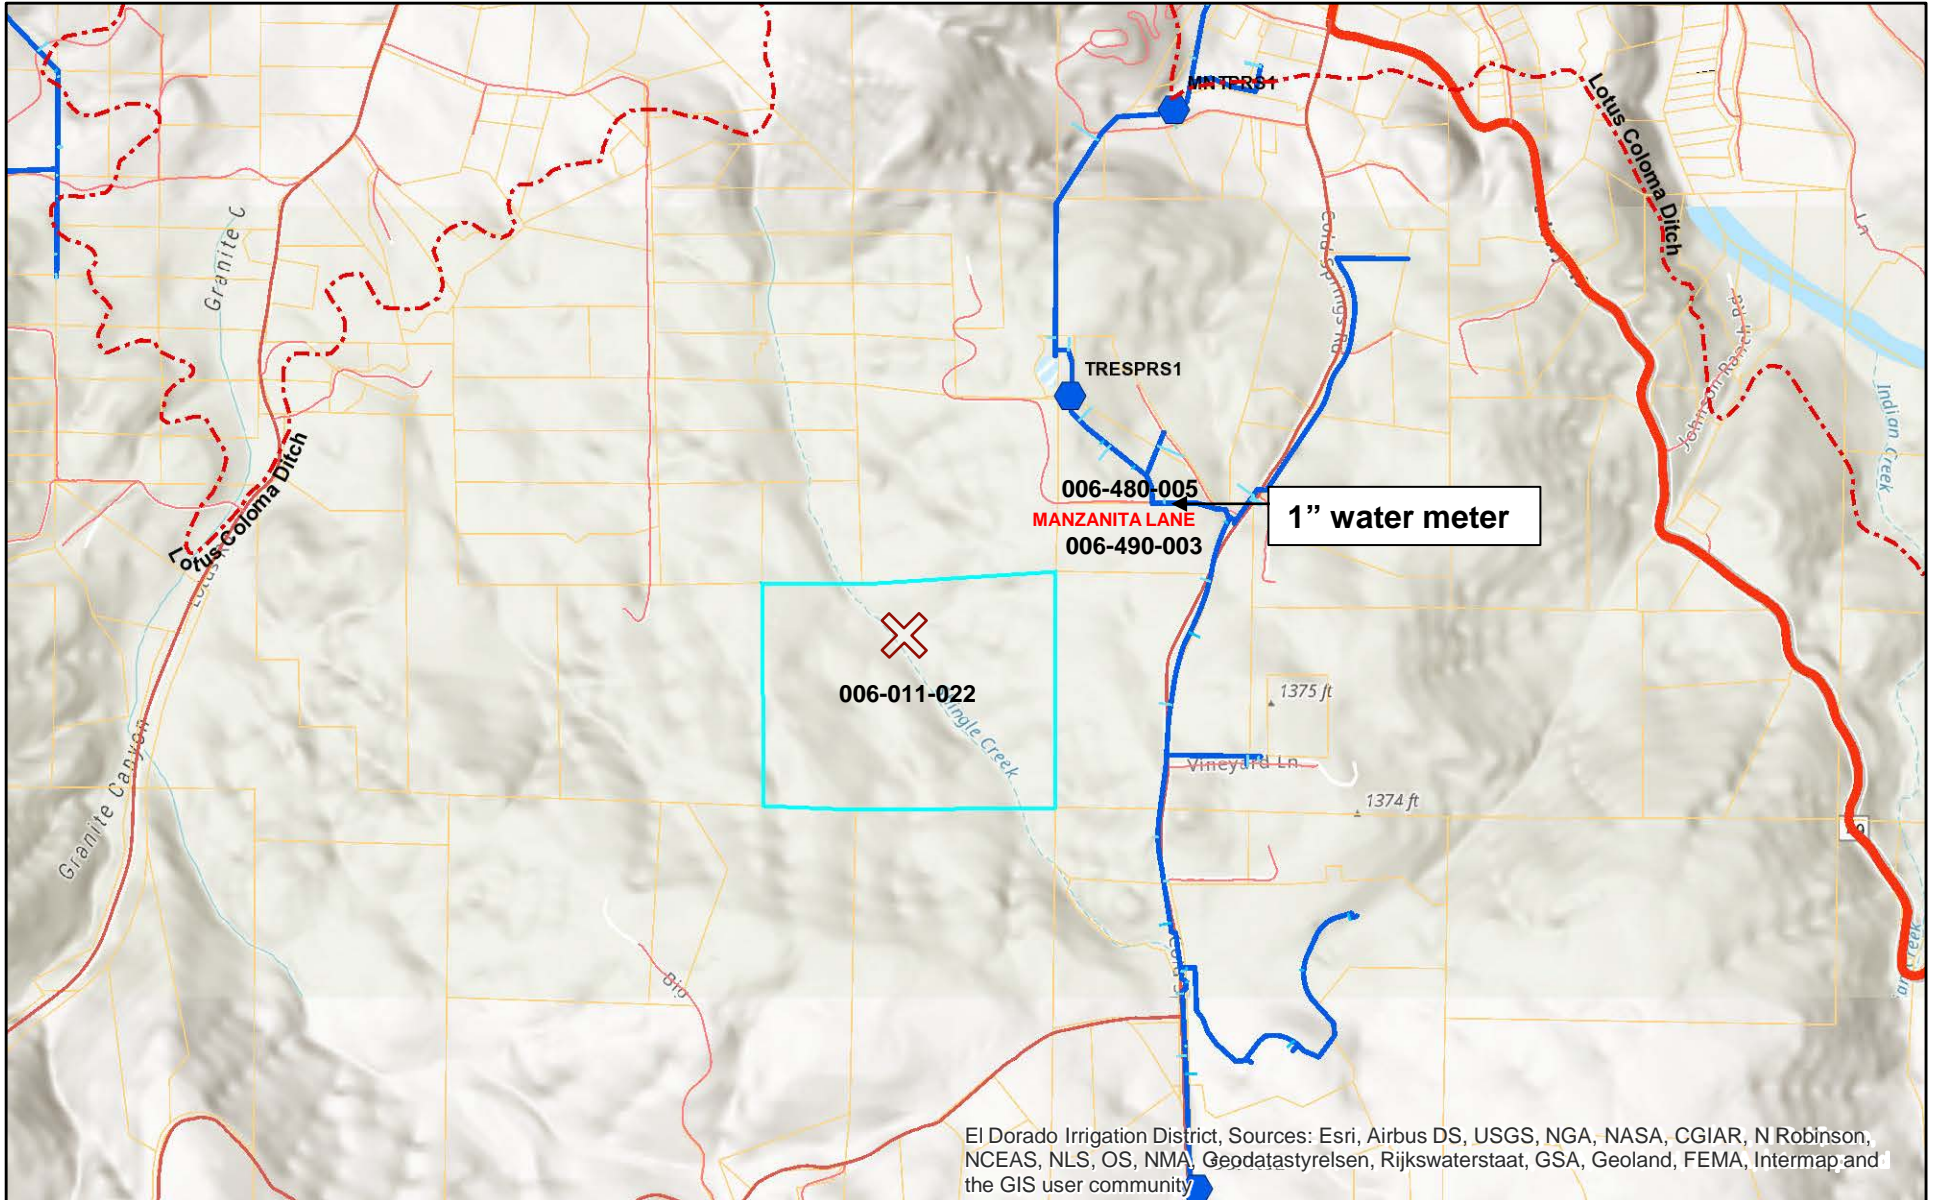 MNTPRS1
Lotus Coloma Ditch
Granite C
Cold Springs Rd
Ln
TRESPRS1
Johnson Ranch Rd
Indian Creek
006-480-005
MANZANITA LANE
006-490-003
1” water meter
Lotus Coloma Ditch
006-011-022
1375 ft
Creek
Vineyard Ln
1374 ft
Granite Canyon
El Dorado Irrigation District, Sources: Esri, Airbus DS, USGS, NGA, NASA, CGIAR, N Robinson,
NCEAS, NLS, OS, NMA, Geodatastyrelsen, Rijkswaterstaat, GSA, Geoland, FEMA, Intermap and
the GIS user community